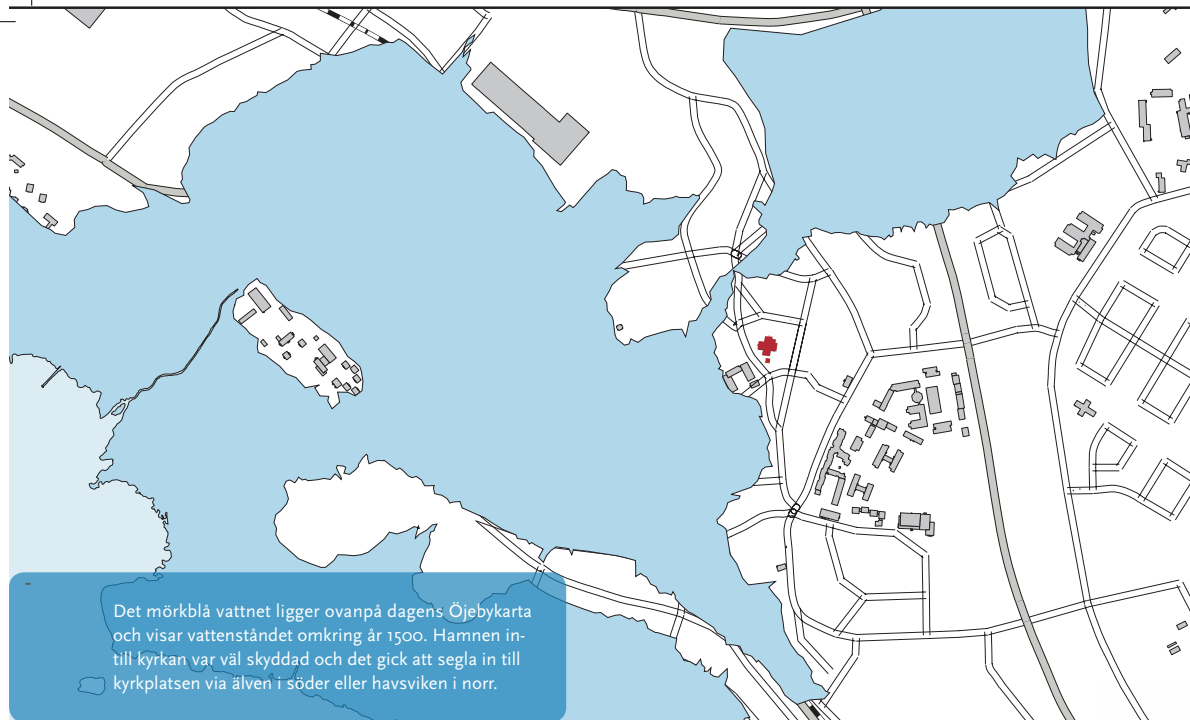 Det mörkblå vattnet ligger ovanpå dagens Öjebykarta
och visar vattenståndet omkring år 1500. Hamnen in-
till kyrkan var väl skyddad och det gick att segla in till
kyrkplatsen via älven i söder eller havsviken i norr.